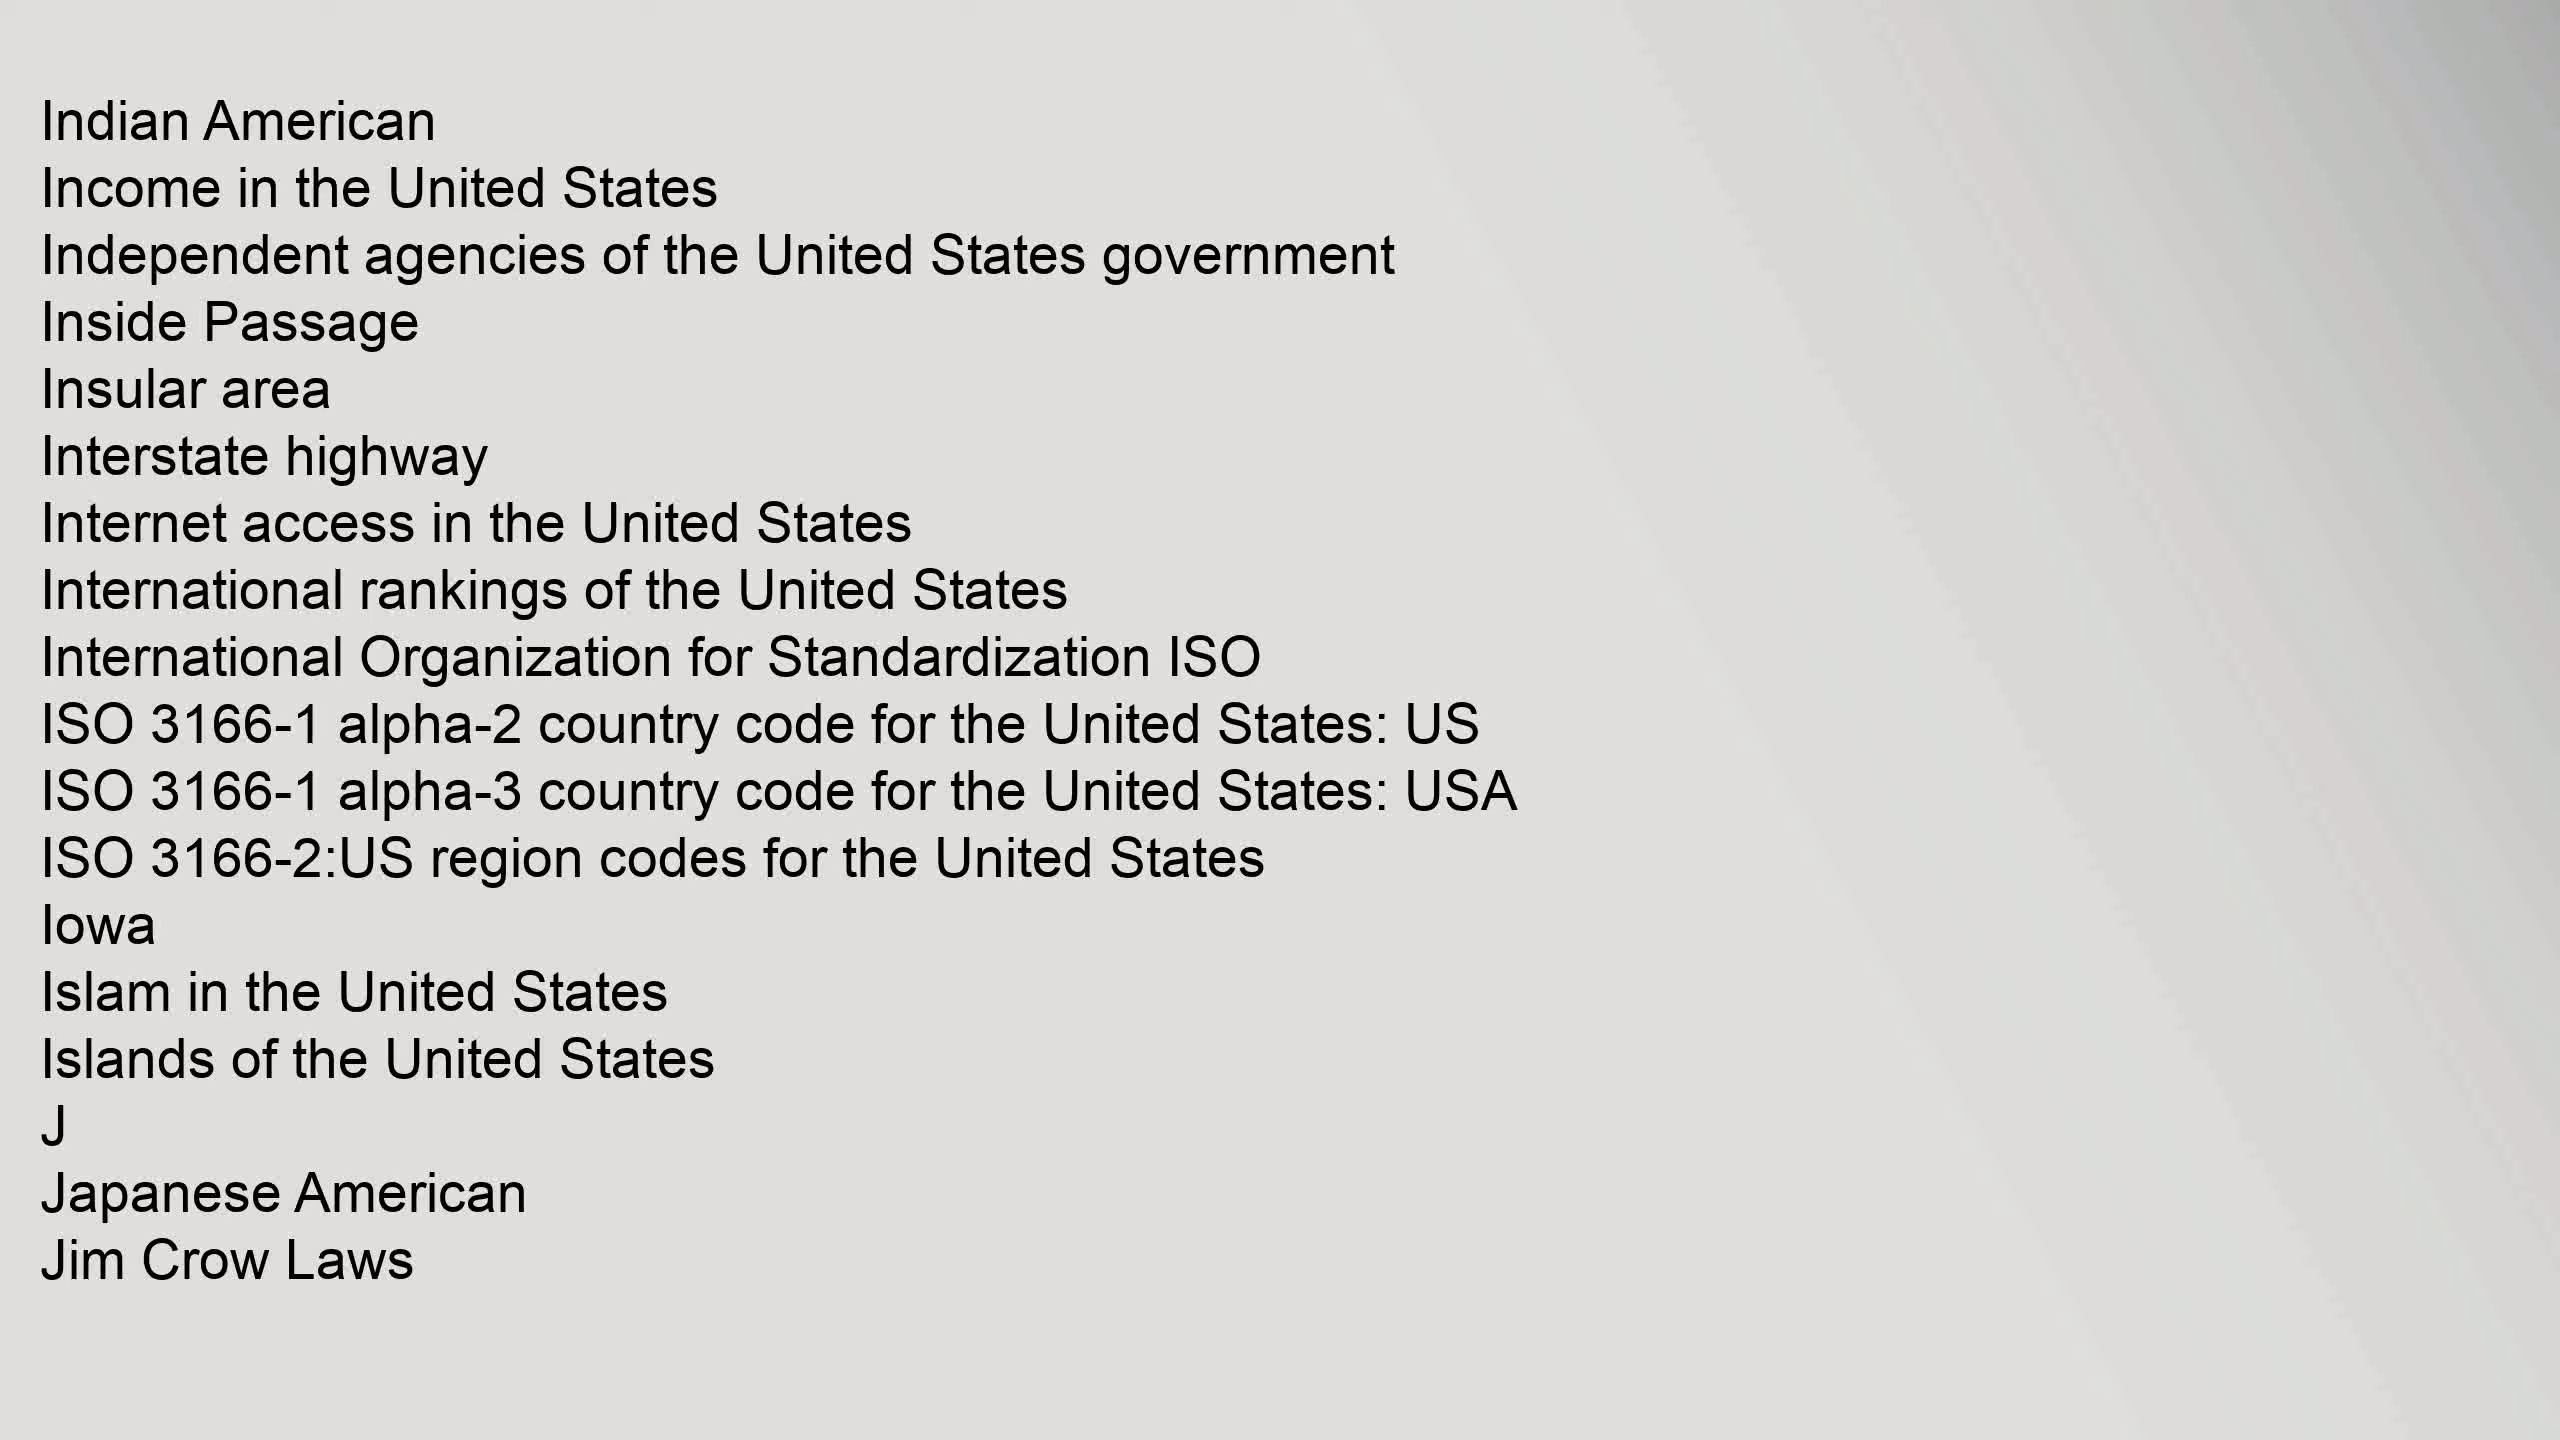 Indian American
Income in the United States
Independent agencies of the United States government
Inside Passage
Insular area
Interstate highway
Internet access in the United States
International rankings of the United States
International Organization for Standardization ISO
ISO 3166-1 alpha-2 country code for the United States: US
ISO 3166-1 alpha-3 country code for the United States: USA
ISO 3166-2:US region codes for the United States
Iowa
Islam in the United States
Islands of the United States
J
Japanese American
Jim Crow Laws